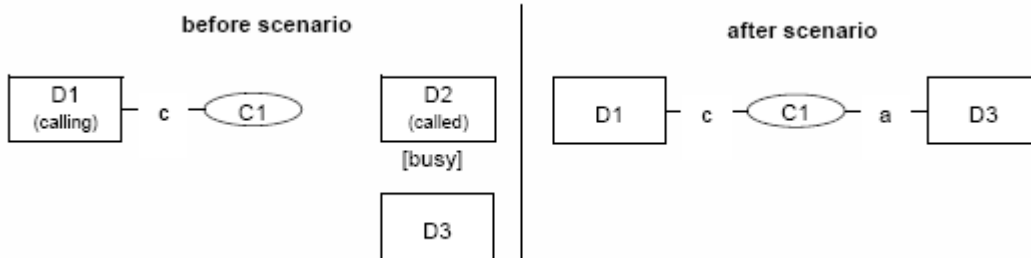 before scenario
D1
(calling)
c
C1
D2
(called)
[busy]
D3
after scenario
D1
c
C1
a
D3